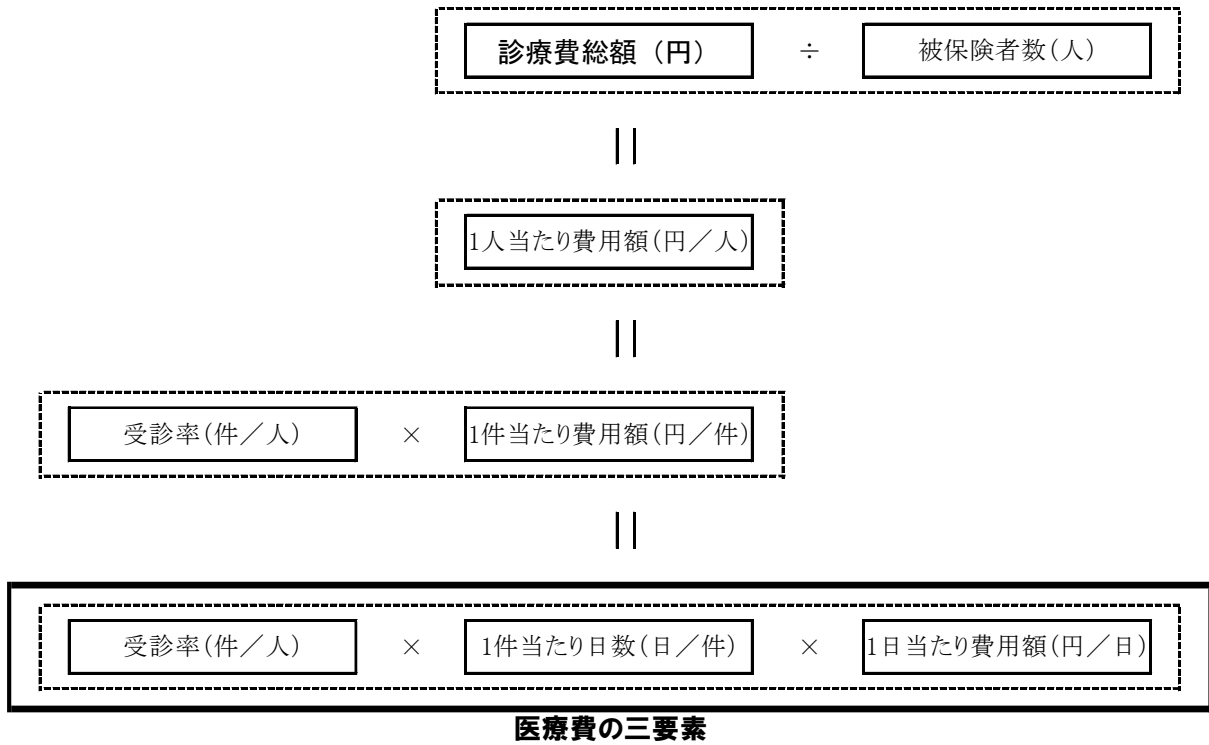 診療費総額（円） ÷ 被保険者数（人）
||
1人当たり費用額（円／人）
||
受診率（件／人） × 1件当たり費用額（円／件）
||
受診率（件／人） × 1件当たり日数（日／件） × 1日当たり費用額（円／日）
医療費の三要素